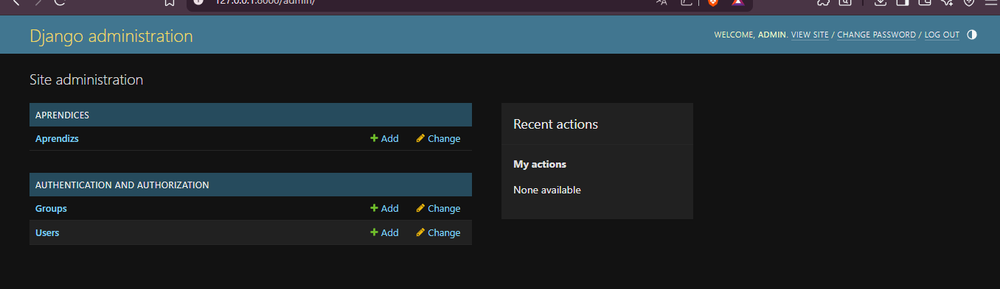 127.0.0.1:8000/admin/
Django administration
WELCOME, ADMIN. VIEW SITE / CHANGE PASSWORD / LOG OUT
Site administration
APRENDICES
Aprendizs Add Change
AUTHENTICATION AND AUTHORIZATION
Groups Add Change
Users Add Change
Recent actions
My actions
None available